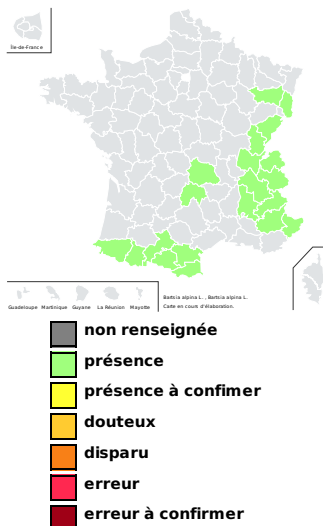 Île-de-France
Guadeloupe Martinique Guyane La Réunion Mayotte
Bartsia alpina L. , Bartsia alpina L.
Carte en cours d'élaboration.
non renseignée
présence
présence à confimer
douteux
disparu
erreur
erreur à confirmer